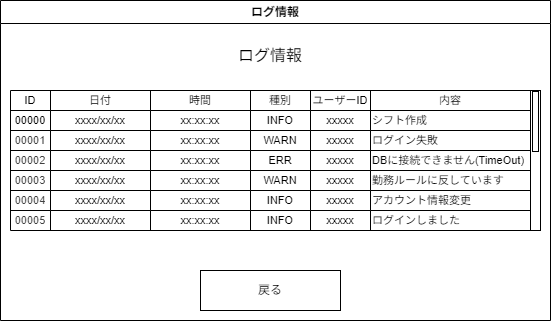 ログ情報
ログ情報
ID 日付 時間 種別 ユーザーID 内容
00000 xxxx/xx/xx xx:xx:xx INFO xxxxx シフト作成
00001 xxxx/xx/xx xx:xx:xx WARN xxxxx ログイン失敗
00002 xxxx/xx/xx xx:xx:xx ERR xxxxx DBに接続できません(TimeOut)
00003 xxxx/xx/xx xx:xx:xx WARN xxxxx 勤務ルールに反しています
00004 xxxx/xx/xx xx:xx:xx INFO xxxxx アカウント情報変更
00005 xxxx/xx/xx xx:xx:xx INFO xxxxx ログインしました
戻る